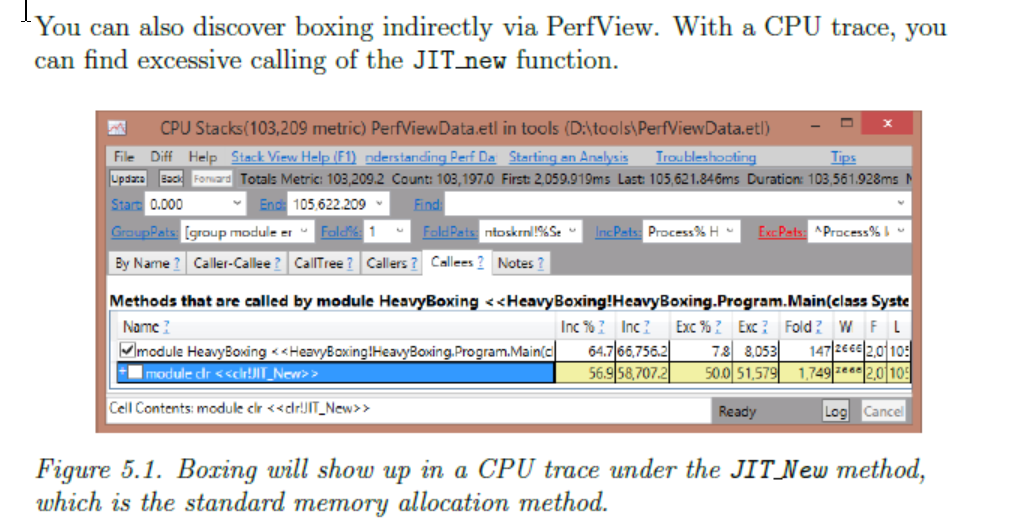 You can also discover boxing indirectly via PerfView. With a CPU trace, you
can find excessive calling of the JIT_new function.
CPU Stacks(103,209 metric) PerfViewData.etl in tools (D:\tools\PerfViewData.etl)
File Diff Help Stack View Help (F1) nderstanding Perf Da Starting an Analysis Troubleshooting Tips
Update Back Forward Totals Metric: 103,209.2 Count: 103,197.0 First: 2,059.919ms Last: 105,621.846ms Duration: 103,561.928ms
Start: 0.000 End: 105,622.209 Find:
GroupPats: [group module er Fold%: 1 FoldPats: ntoskrnl!%Se IncPats: Process% H ExcPats: ^Process%
By Name ? Caller-Callee ? CallTree ? Callers ? Callees ? Notes ?
Methods that are called by module HeavyBoxing <<HeavyBoxing!HeavyBoxing.Program.Main(class Syste
Name ? Inc % ? Inc ? Exc % ? Exc ? Fold ? W F L
module HeavyBoxing <<HeavyBoxing!HeavyBoxing.Program.Main(cl 64.7 66,756.2 7.8 8,053 147 2,0 105
+ module clr <<clr!JIT_New>> 56.9 58,707.2 50.0 51,579 1,749 2,0 105
Cell Contents: module clr <<clr!JIT_New>> Ready Log Cancel
Figure 5.1. Boxing will show up in a CPU trace under the JIT_New method,
which is the standard memory allocation method.